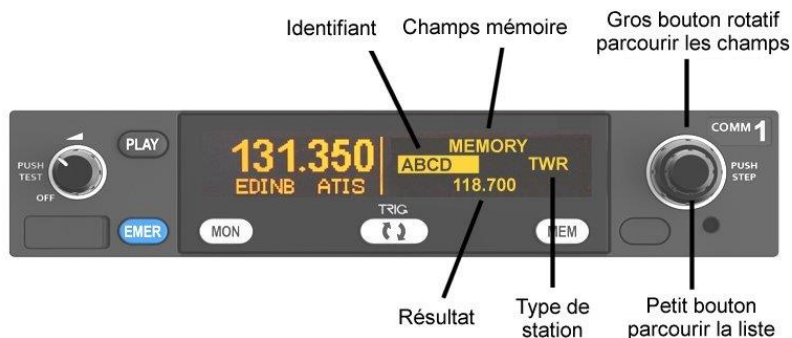 Identifiant
Champs mémoire
Gros bouton rotatif
parcourir les champs
PUSH
TEST
OFF
PLAY
EMER
131.350
EDINB ATIS
MEMORY
ABCD
TWR
118.700
MON
TRIG
MEM
COMM 1
PUSH
STEP
Résultat
Type de
station
Petit bouton
parcourir la liste